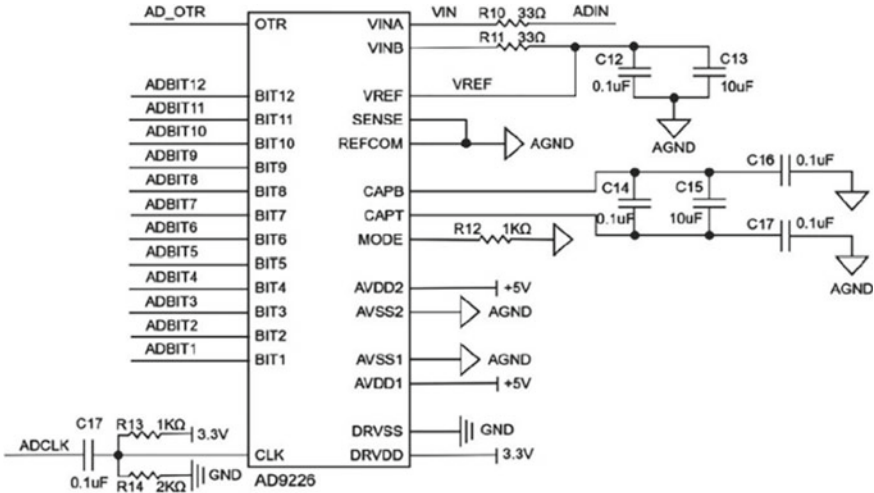 AD_OTR OTR VINA VIN R10 33Ω ADIN
VINB R11 33Ω
C12 0.1uF C13 10uF
ADBIT12 BIT12 VREF VREF
ADBIT11 BIT11 SENSE
ADBIT10 BIT10 REFCOM AGND
AGND
ADBIT9 BIT9
C16 0.1uF
ADBIT8 BIT8 CAPB
C14 0.1uF C15 10uF
ADBIT7 BIT7 CAPT
C17 0.1uF
ADBIT6 BIT6 MODE R12 1KΩ
ADBIT5 BIT5
AGND
ADBIT4 BIT4 AVDD2 +5V
ADBIT3 BIT3 AVSS2 AGND
ADBIT2 BIT2
ADBIT1 BIT1 AVSS1 AGND
AVDD1 +5V
C17 R13 1KΩ 3.3V
DRVSS GND
ADCLK CLK DRVDD 3.3V
0.1uF R14 2KΩ GND
AD9226